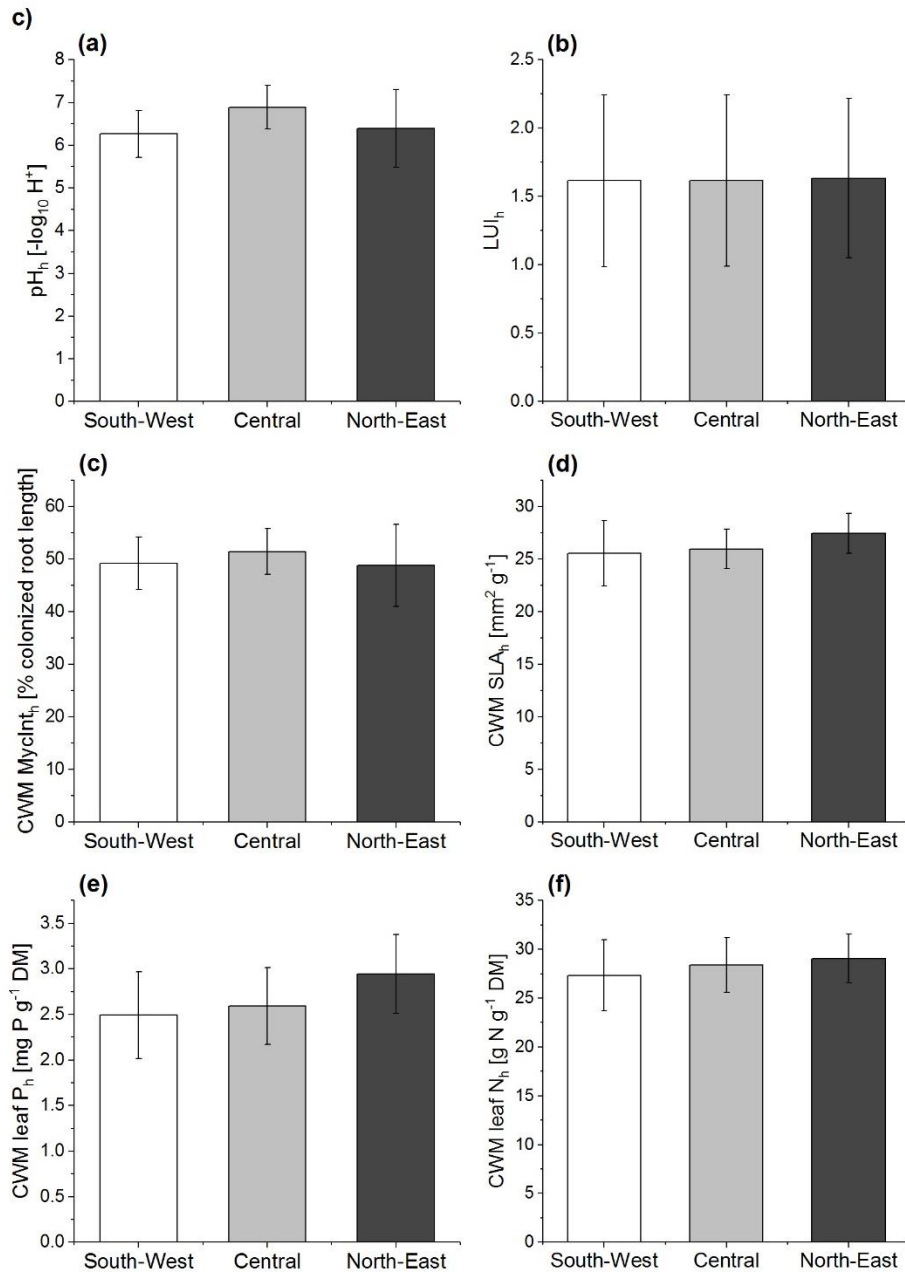 c)
(a)
8
7
6
5
4
3
2
1
0
pHₕ [-log₁₀ H⁺]
South-West Central North-East
(b)
2.5
2.0
1.5
1.0
0.5
0.0
LUIₕ
South-West Central North-East
(c)
60
50
40
30
20
10
0
CWM MycIntₕ [% colonized root length]
South-West Central North-East
(d)
30
25
20
15
10
5
0
CWM SLAₕ [mm² g⁻¹]
South-West Central North-East
(e)
3.5
3.0
2.5
2.0
1.5
1.0
0.5
0.0
CWM leaf Pₕ [mg P g⁻¹ DM]
South-West Central North-East
(f)
35
30
25
20
15
10
5
0
CWM leaf Nₕ [g N g⁻¹ DM]
South-West Central North-East